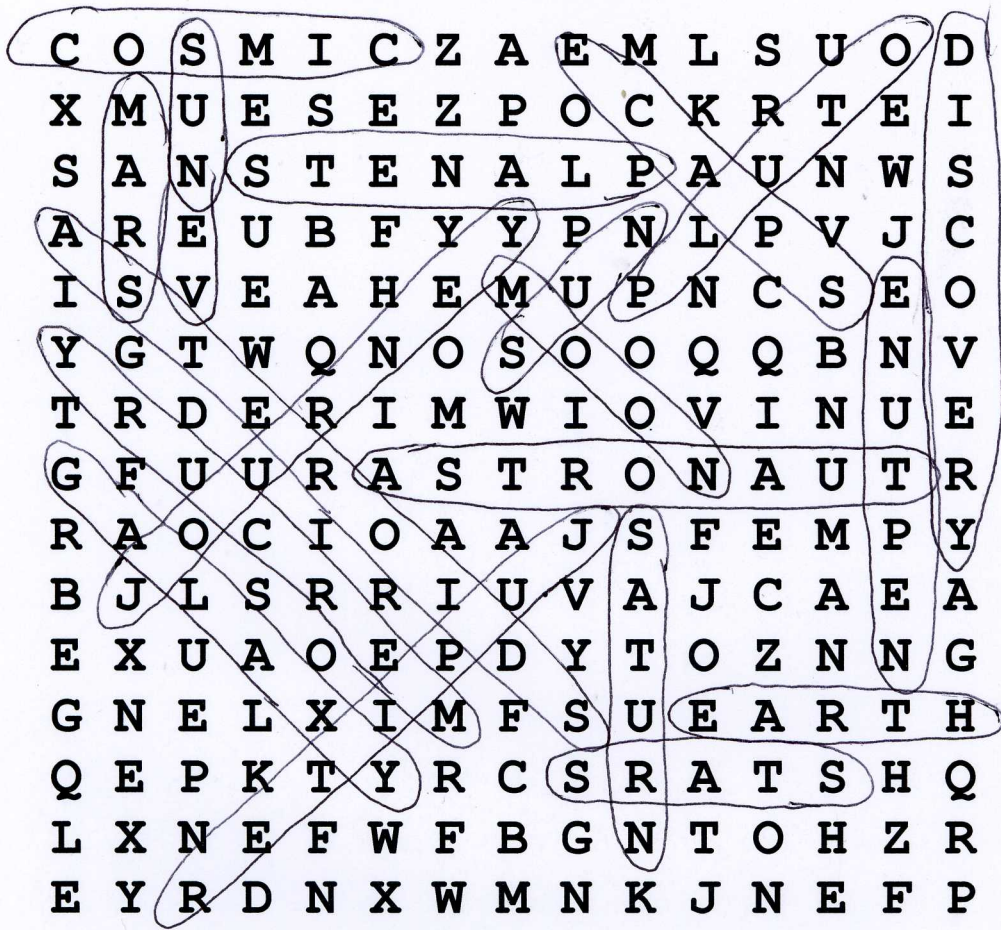 C O S M I C Z A E M L S U O D
X M U E S E Z P O C K R T E I
S A N S T E N A L P A U N W S
A R E U B F Y Y P N L P V J C
I S V E A H E M U P N C S E O
Y G T W Q N O S O O Q Q B N V
T R D E R I M W I O V I N U E
G F U U R A S T R O N A U T R
R A O C I O A A J S F E M P Y
B J L S R R I U V A J C A E A
E X U A O E P D Y T O Z N N G
G N E L X I M F S U E A R T H
Q E P K T Y R C S R A T S H Q
L X N E F W F B G N T O H Z R
E Y R D N X W M N K J N E F P